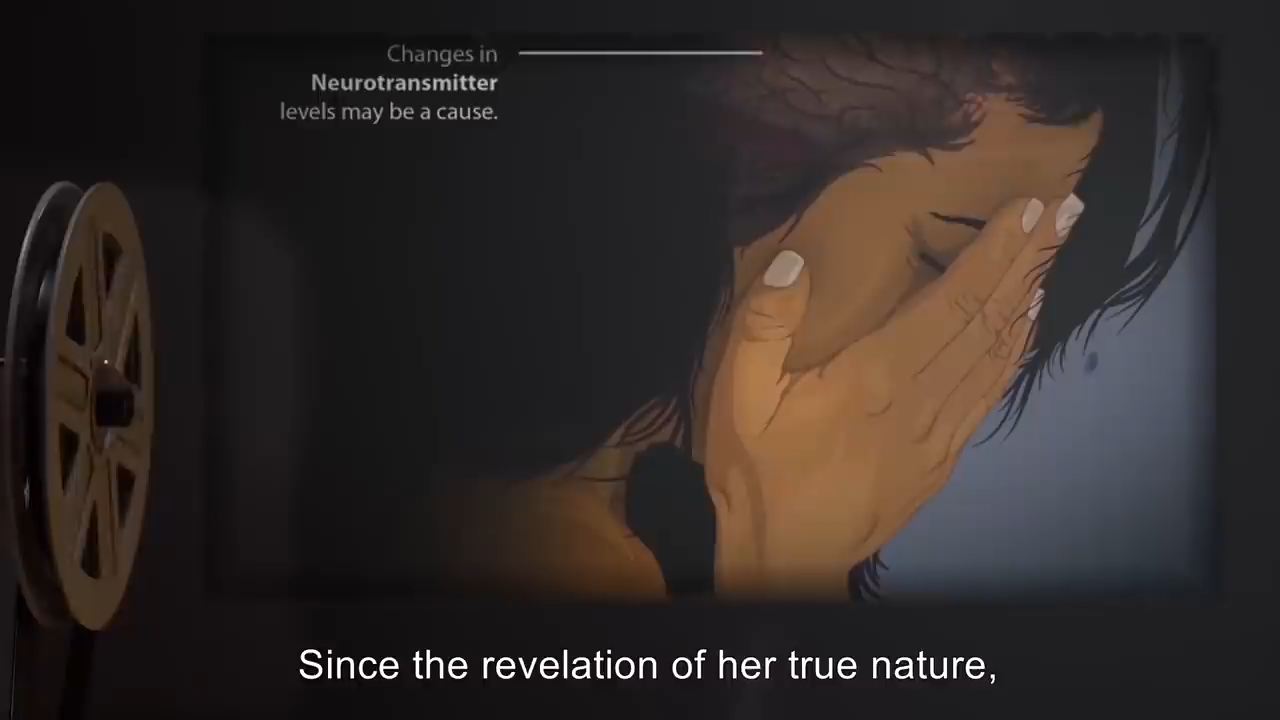 Changes in
Neurotransmitter
levels may be a cause.
Since the revelation of her true nature,